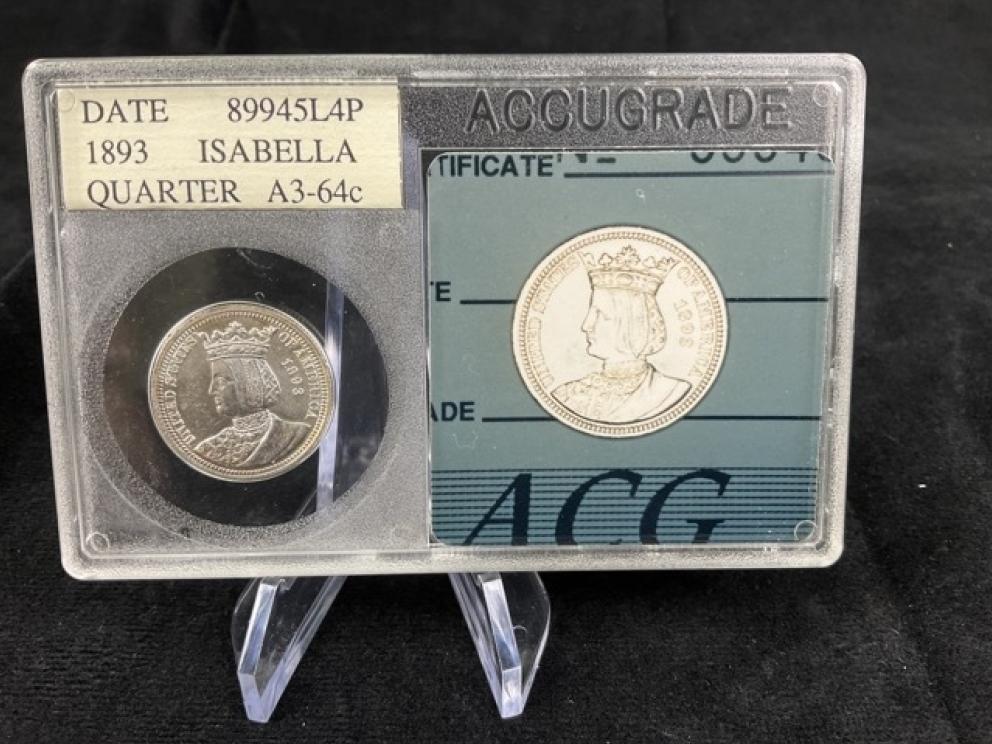 DATE 89945L4P
1893 ISABELLA
QUARTER A3-64c
ACCUGRADE
TIFICATE No
UNITED STATES OF AMERICA
1893
UNITED STATES OF AMERICA
1893
E
ADE
ACG